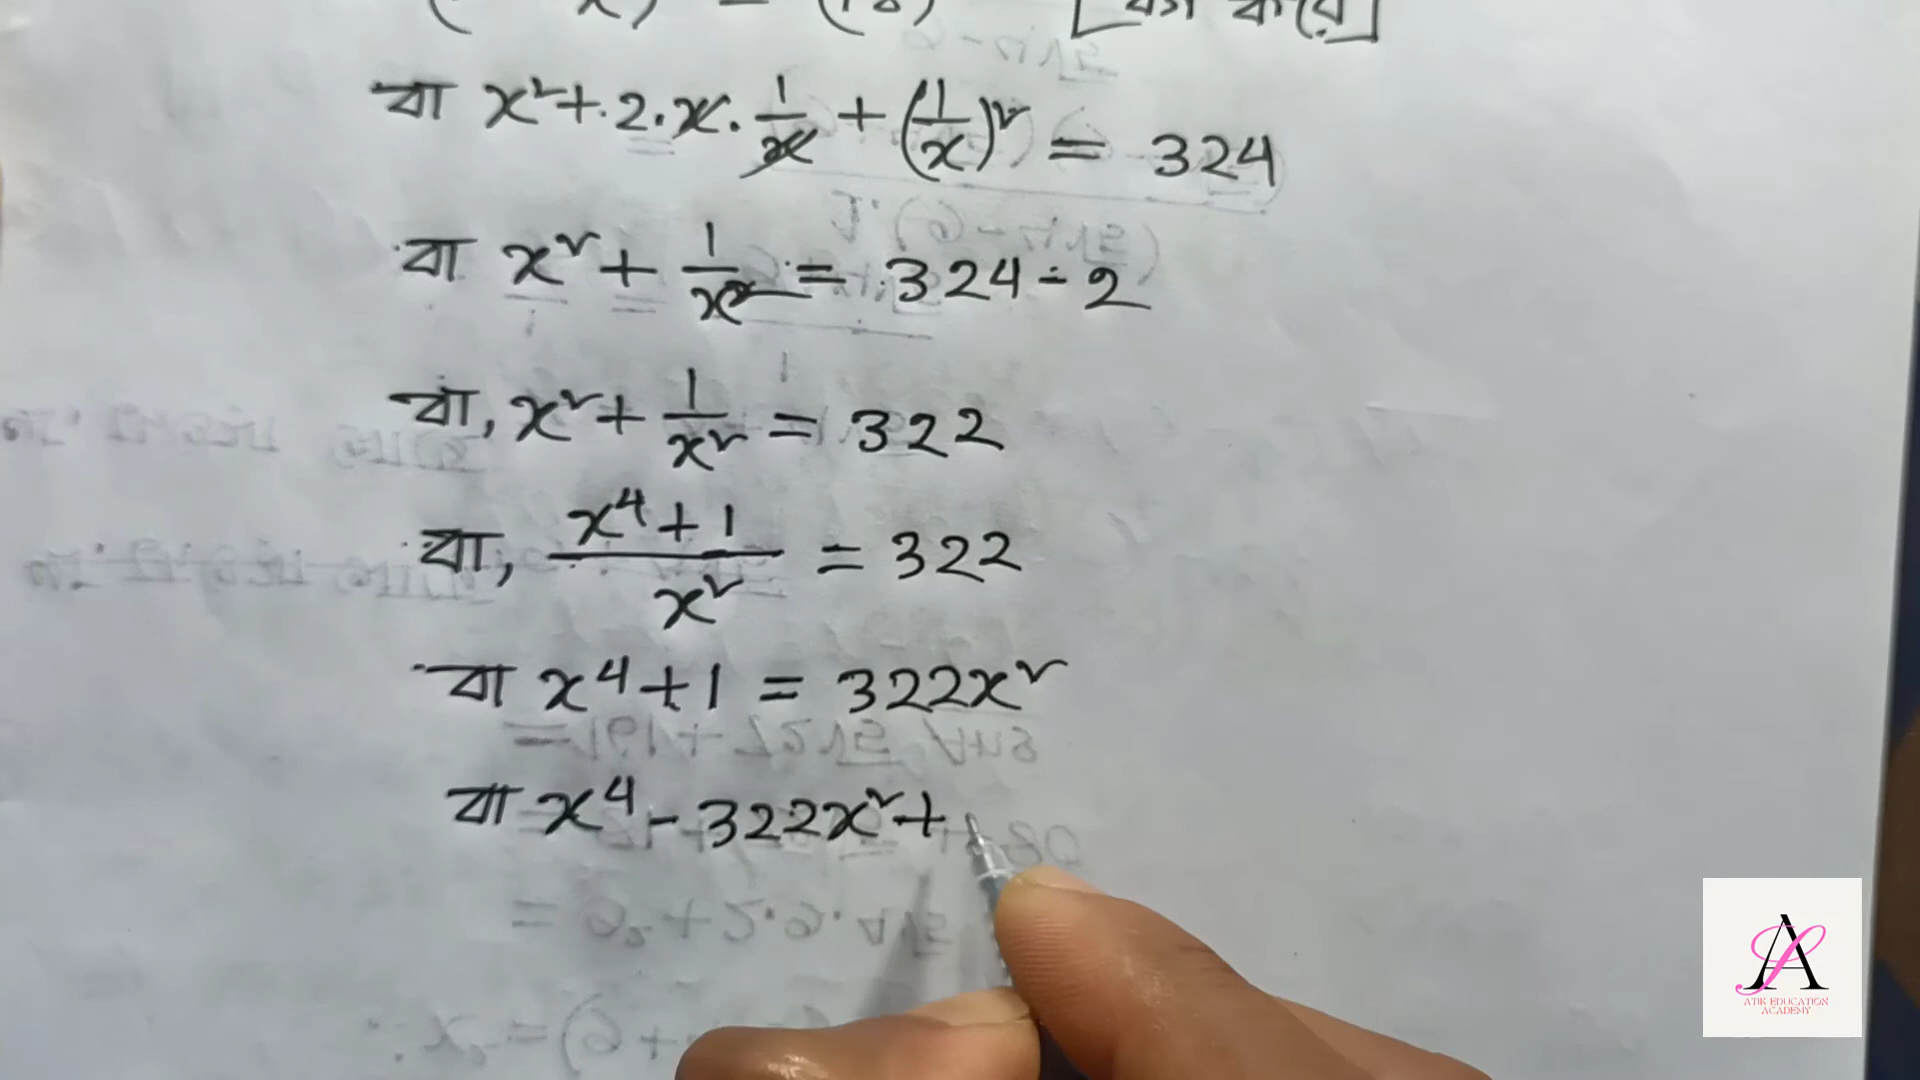 বা x²+2·x·1/x+(1/x)²=324
বা x²+1/x²=324-2
বা, x²+1/x²=322
বা, x⁴+1/x²=322
বা x⁴+1=322x²
বা x⁴-322x²+
ATIK EDUCATION
ACADEMY